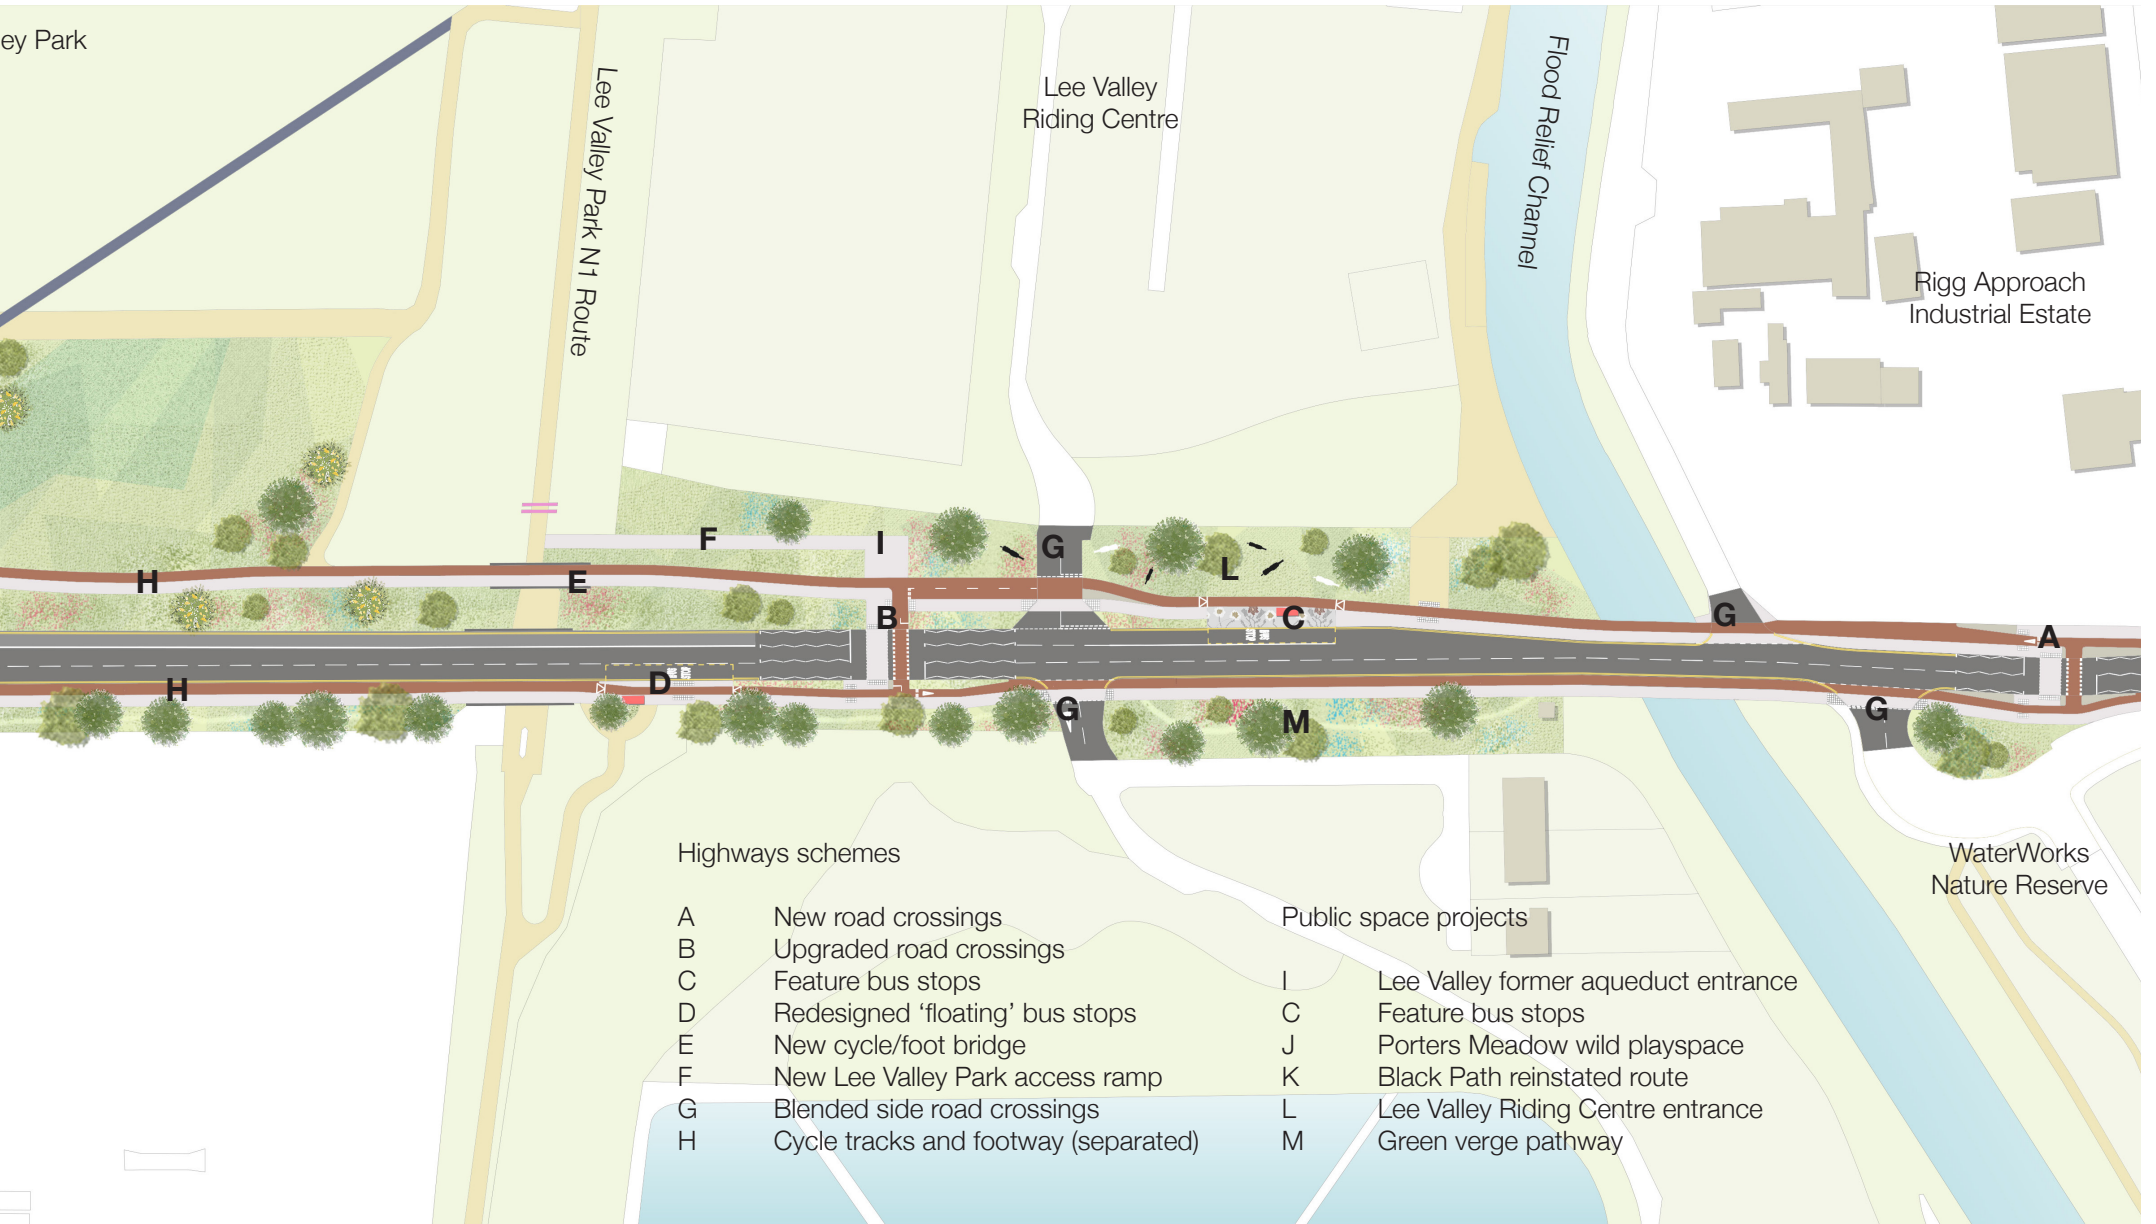 ey Park
Lee Valley Park N1 Route
Lee Valley
Riding Centre
Flood Relief Channel
Rigg Approach
Industrial Estate
F
I
G
L
H
E
B
C
G
A
H
D
G
M
G
WaterWorks
Nature Reserve
Highways schemes
A New road crossings
B Upgraded road crossings
C Feature bus stops
D Redesigned ‘floating’ bus stops
E New cycle/foot bridge
F New Lee Valley Park access ramp
G Blended side road crossings
H Cycle tracks and footway (separated)
Public space projects
I Lee Valley former aqueduct entrance
C Feature bus stops
J Porters Meadow wild playspace
K Black Path reinstated route
L Lee Valley Riding Centre entrance
M Green verge pathway